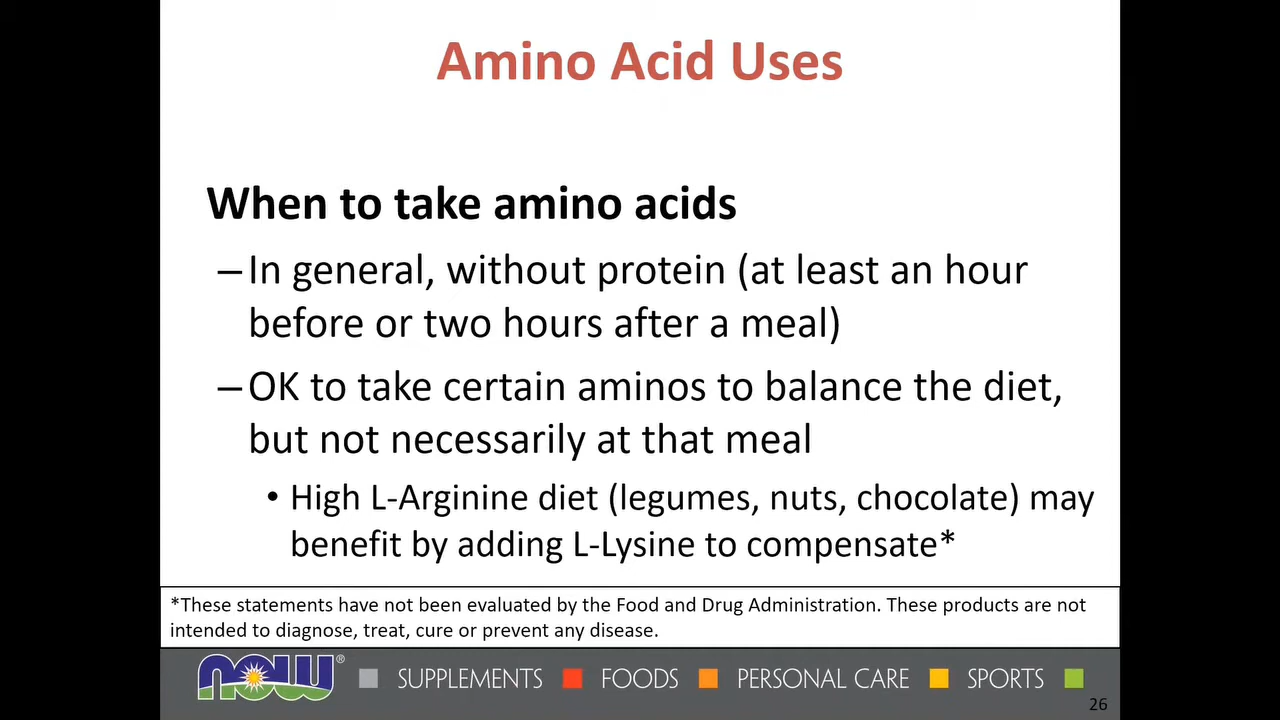 Amino Acid Uses
When to take amino acids
–In general, without protein (at least an hour
before or two hours after a meal)
–OK to take certain aminos to balance the diet,
but not necessarily at that meal
• High L-Arginine diet (legumes, nuts, chocolate) may
benefit by adding L-Lysine to compensate*
*These statements have not been evaluated by the Food and Drug Administration. These products are not
intended to diagnose, treat, cure or prevent any disease.
NOW® SUPPLEMENTS FOODS PERSONAL CARE SPORTS
26